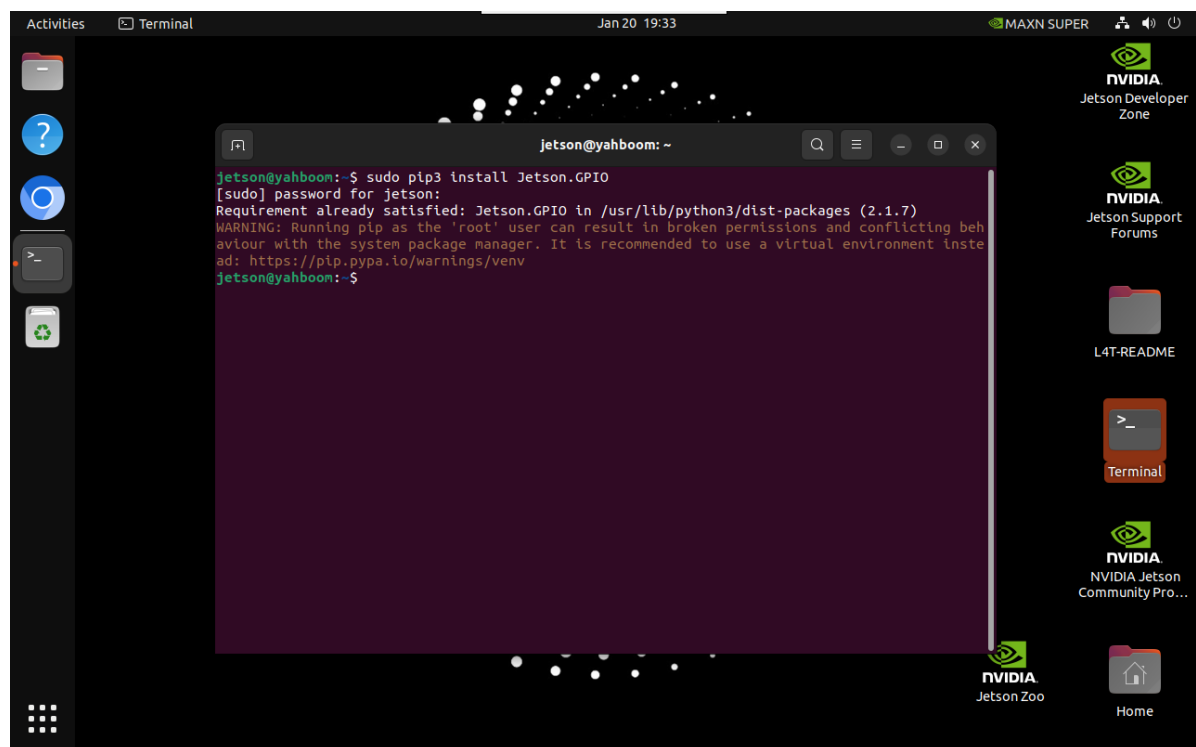 Activities
Terminal
Jan 20 19:33
MAXN SUPER
jetson@yahboom: ~
jetson@yahboom:~$ sudo pip3 install Jetson.GPIO
[sudo] password for jetson:
Requirement already satisfied: Jetson.GPIO in /usr/lib/python3/dist-packages (2.1.7)
WARNING: Running pip as the 'root' user can result in broken permissions and conflicting beh
aviour with the system package manager. It is recommended to use a virtual environment inste
ad: https://pip.pypa.io/warnings/venv
jetson@yahboom:~$
NVIDIA.
Jetson Developer
Zone
NVIDIA.
Jetson Support
Forums
L4T-README
>_
Terminal
NVIDIA.
NVIDIA Jetson
Community Pro...
NVIDIA.
Jetson Zoo
Home
?
>_